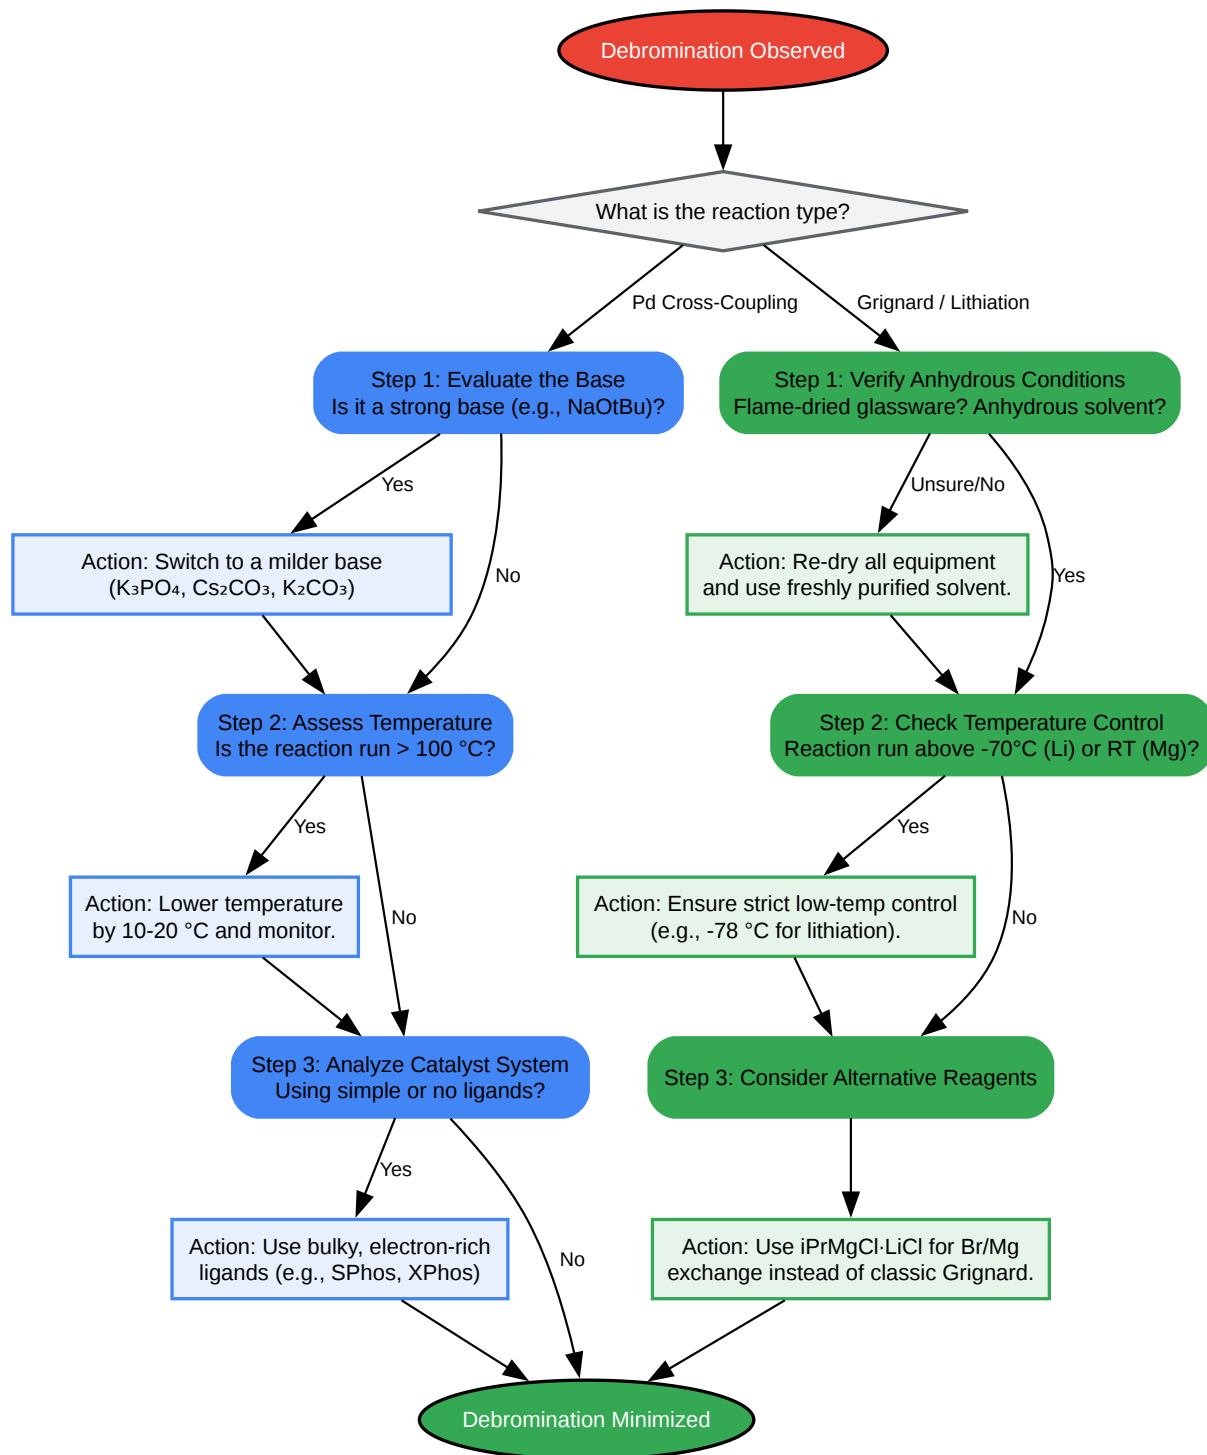 Debromination Observed
What is the reaction type?
Pd Cross-Coupling
Grignard / Lithiation
Step 1: Evaluate the Base
Is it a strong base (e.g., NaOtBu)?
Step 1: Verify Anhydrous Conditions
Flame-dried glassware? Anhydrous solvent?
Yes
Unsure/No
Action: Switch to a milder base
(K₃PO₄, Cs₂CO₃, K₂CO₃)
No
Action: Re-dry all equipment
and use freshly purified solvent.
Yes
Step 2: Assess Temperature
Is the reaction run > 100 °C?
Step 2: Check Temperature Control
Reaction run above -70°C (Li) or RT (Mg)?
Yes
Yes
Action: Lower temperature
by 10-20 °C and monitor.
No
Action: Ensure strict low-temp control
(e.g., -78 °C for lithiation).
No
Step 3: Analyze Catalyst System
Using simple or no ligands?
Step 3: Consider Alternative Reagents
Yes
Action: Use bulky, electron-rich
ligands (e.g., SPhos, XPhos)
No
Action: Use iPrMgCl·LiCl for Br/Mg
exchange instead of classic Grignard.
Debromination Minimized